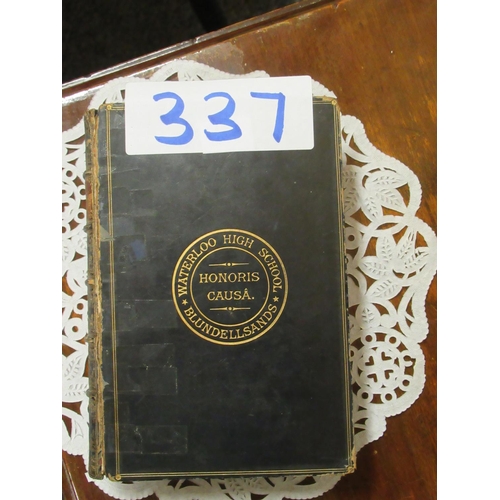 337
★ WATERLOO HIGH SCHOOL ★
HONORIS
CAUSÂ.
BLUNDELLSANDS